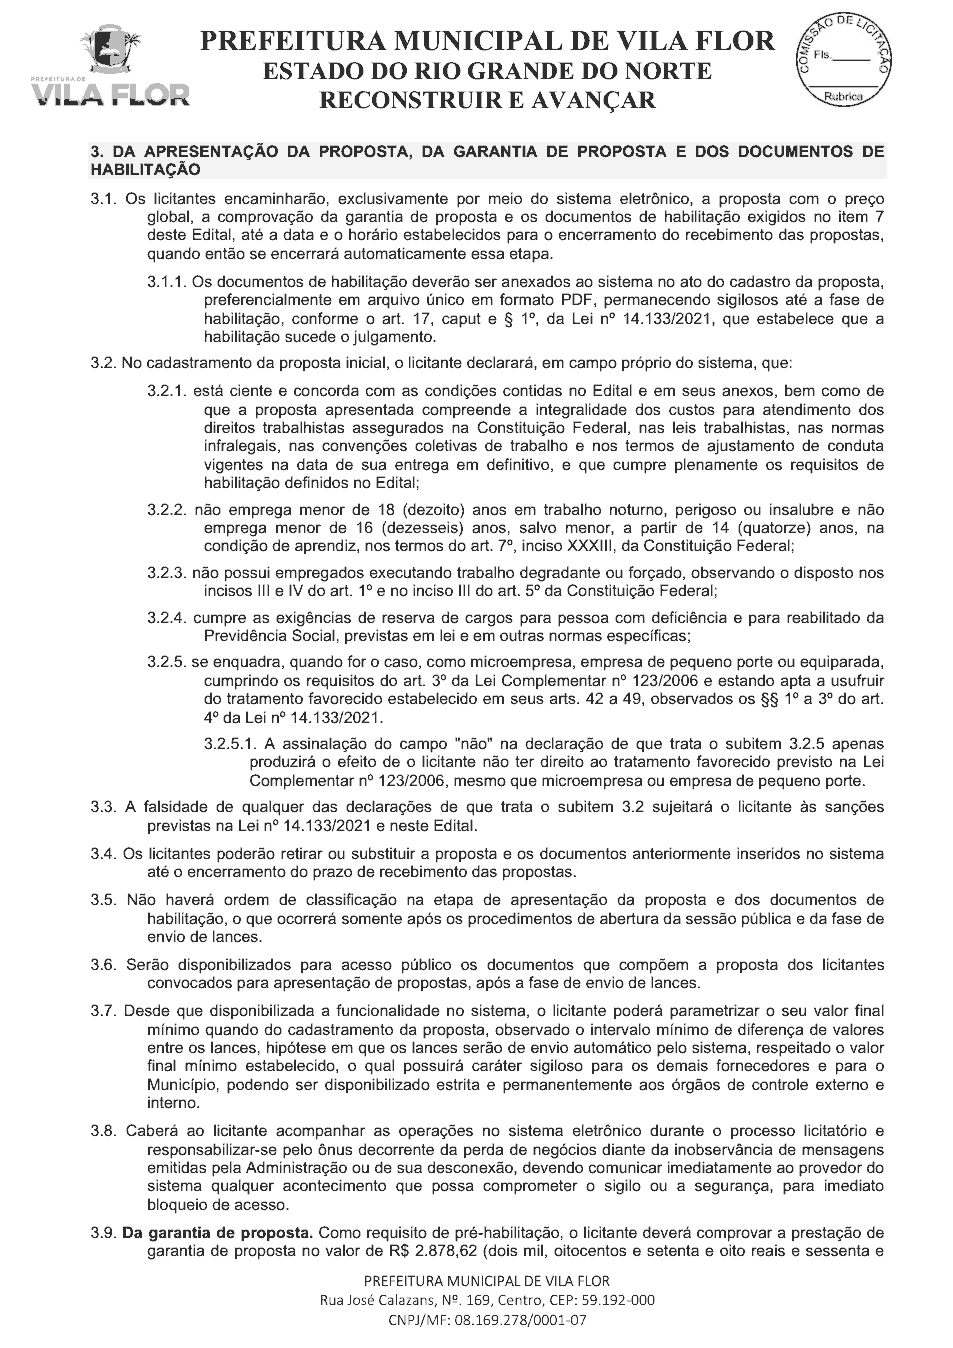 PREFEITURA DE
VILA FLOR
PREFEITURA MUNICIPAL DE VILA FLOR
ESTADO DO RIO GRANDE DO NORTE
RECONSTRUIR E AVANÇAR
COMISSÃO DE LICITAÇÃO
Fls.______
Rubrica
3. DA APRESENTAÇÃO DA PROPOSTA, DA GARANTIA DE PROPOSTA E DOS DOCUMENTOS DE
HABILITAÇÃO
3.1. Os licitantes encaminharão, exclusivamente por meio do sistema eletrônico, a proposta com o preço
global, a comprovação da garantia de proposta e os documentos de habilitação exigidos no item 7
deste Edital, até a data e o horário estabelecidos para o encerramento do recebimento das propostas,
quando então se encerrará automaticamente essa etapa.
3.1.1. Os documentos de habilitação deverão ser anexados ao sistema no ato do cadastro da proposta,
preferencialmente em arquivo único em formato PDF, permanecendo sigilosos até a fase de
habilitação, conforme o art. 17, caput e § 1º, da Lei nº 14.133/2021, que estabelece que a
habilitação sucede o julgamento.
3.2. No cadastramento da proposta inicial, o licitante declarará, em campo próprio do sistema, que:
3.2.1. está ciente e concorda com as condições contidas no Edital e em seus anexos, bem como de
que a proposta apresentada compreende a integralidade dos custos para atendimento dos
direitos trabalhistas assegurados na Constituição Federal, nas leis trabalhistas, nas normas
infralegais, nas convenções coletivas de trabalho e nos termos de ajustamento de conduta
vigentes na data de sua entrega em definitivo, e que cumpre plenamente os requisitos de
habilitação definidos no Edital;
3.2.2. não emprega menor de 18 (dezoito) anos em trabalho noturno, perigoso ou insalubre e não
emprega menor de 16 (dezesseis) anos, salvo menor, a partir de 14 (quatorze) anos, na
condição de aprendiz, nos termos do art. 7º, inciso XXXIII, da Constituição Federal;
3.2.3. não possui empregados executando trabalho degradante ou forçado, observando o disposto nos
incisos III e IV do art. 1º e no inciso III do art. 5º da Constituição Federal;
3.2.4. cumpre as exigências de reserva de cargos para pessoa com deficiência e para reabilitado da
Previdência Social, previstas em lei e em outras normas específicas;
3.2.5. se enquadra, quando for o caso, como microempresa, empresa de pequeno porte ou equiparada,
cumprindo os requisitos do art. 3º da Lei Complementar nº 123/2006 e estando apta a usufruir
do tratamento favorecido estabelecido em seus arts. 42 a 49, observados os §§ 1º a 3º do art.
4º da Lei nº 14.133/2021.
3.2.5.1. A assinalação do campo "não" na declaração de que trata o subitem 3.2.5 apenas
produzirá o efeito de o licitante não ter direito ao tratamento favorecido previsto na Lei
Complementar nº 123/2006, mesmo que microempresa ou empresa de pequeno porte.
3.3. A falsidade de qualquer das declarações de que trata o subitem 3.2 sujeitará o licitante às sanções
previstas na Lei nº 14.133/2021 e neste Edital.
3.4. Os licitantes poderão retirar ou substituir a proposta e os documentos anteriormente inseridos no sistema
até o encerramento do prazo de recebimento das propostas.
3.5. Não haverá ordem de classificação na etapa de apresentação da proposta e dos documentos de
habilitação, o que ocorrerá somente após os procedimentos de abertura da sessão pública e da fase de
envio de lances.
3.6. Serão disponibilizados para acesso público os documentos que compõem a proposta dos licitantes
convocados para apresentação de propostas, após a fase de envio de lances.
3.7. Desde que disponibilizada a funcionalidade no sistema, o licitante poderá parametrizar o seu valor final
mínimo quando do cadastramento da proposta, observado o intervalo mínimo de diferença de valores
entre os lances, hipótese em que os lances serão de envio automático pelo sistema, respeitado o valor
final mínimo estabelecido, o qual possuirá caráter sigiloso para os demais fornecedores e para o
Município, podendo ser disponibilizado estrita e permanentemente aos órgãos de controle externo e
interno.
3.8. Caberá ao licitante acompanhar as operações no sistema eletrônico durante o processo licitatório e
responsabilizar-se pelo ônus decorrente da perda de negócios diante da inobservância de mensagens
emitidas pela Administração ou de sua desconexão, devendo comunicar imediatamente ao provedor do
sistema qualquer acontecimento que possa comprometer o sigilo ou a segurança, para imediato
bloqueio de acesso.
3.9. Da garantia de proposta. Como requisito de pré-habilitação, o licitante deverá comprovar a prestação de
garantia de proposta no valor de R$ 2.878,62 (dois mil, oitocentos e setenta e oito reais e sessenta e
PREFEITURA MUNICIPAL DE VILA FLOR
Rua José Calazans, Nº. 169, Centro, CEP: 59.192-000
CNPJ/MF: 08.169.278/0001-07